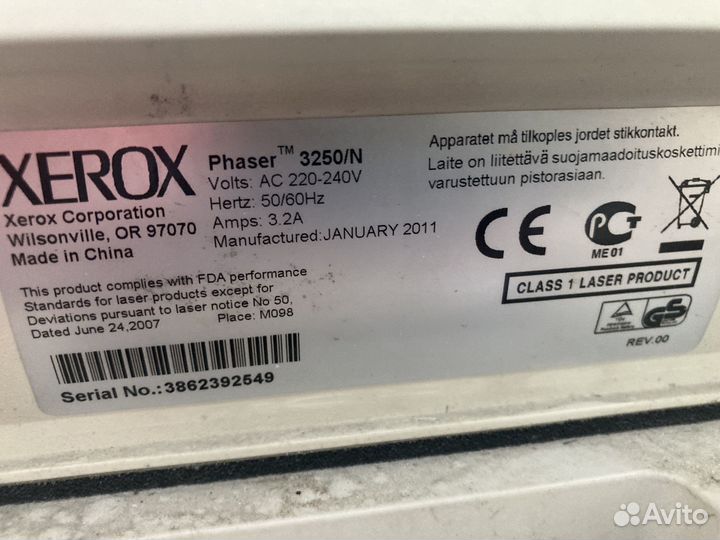 XEROX
Xerox Corporation
Wilsonville, OR 97070
Made in China
Phaser™ 3250/N
Volts: AC 220-240V
Hertz: 50/60Hz
Amps: 3.2A
Manufactured:JANUARY 2011
Apparatet må tilkoples jordet stikkontakt.
Laite on liitettävä suojamaadoituskoskettimi
varustettuun pistorasiaan.
CE
PCT
ME01
CLASS 1 LASER PRODUCT
GS
REV.00
This product complies with FDA performance
Standards for laser products except for
Deviations pursuant to laser notice No 50,
Dated June 24,2007 Place: M098
Serial No.:3862392549
Avito